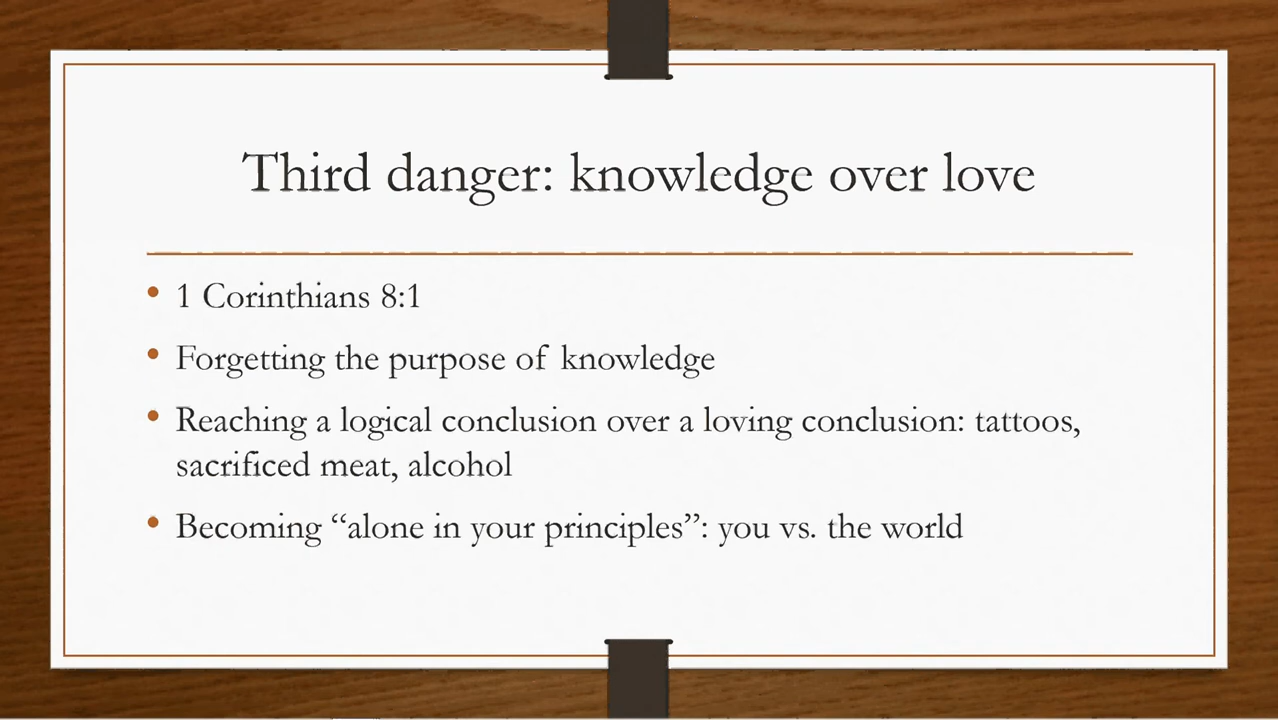 Third danger: knowledge over love
• 1 Corinthians 8:1
• Forgetting the purpose of knowledge
• Reaching a logical conclusion over a loving conclusion: tattoos,
sacrificed meat, alcohol
• Becoming “alone in your principles”: you vs. the world